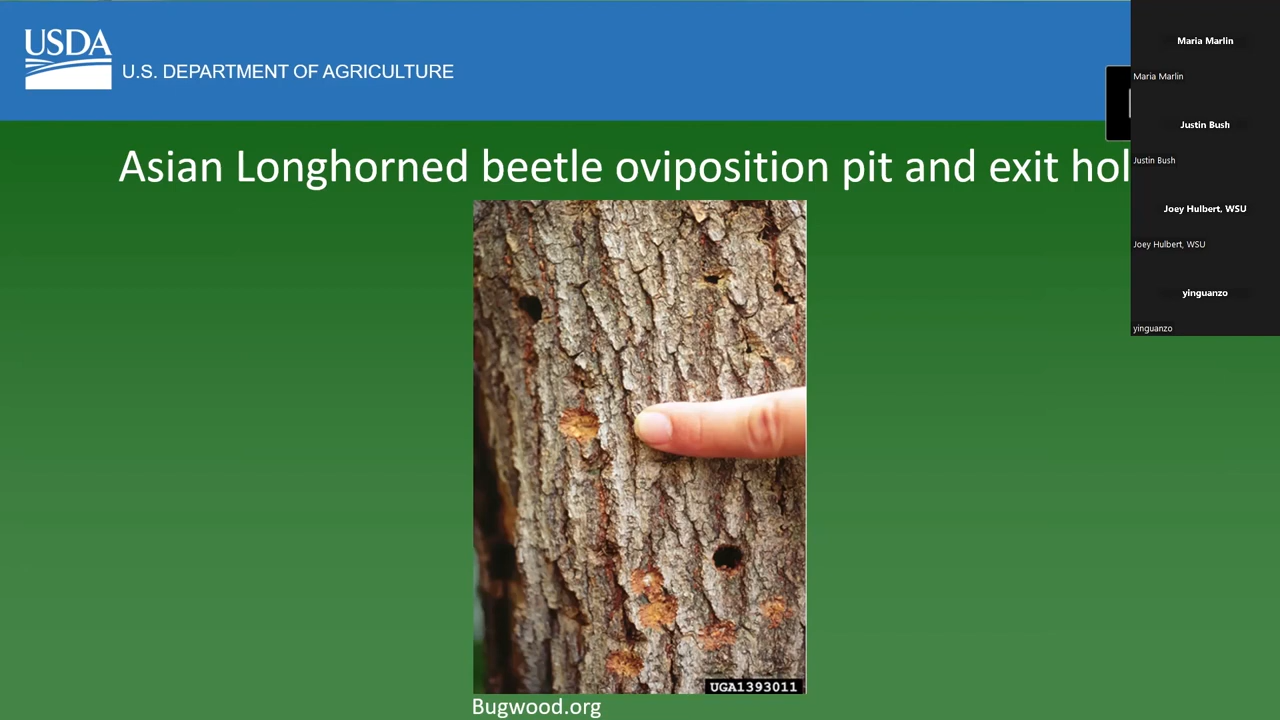 USDA
U.S. DEPARTMENT OF AGRICULTURE
Asian Longhorned beetle oviposition pit and exit hol
UGA1393011
Bugwood.org
Maria Marlin
Maria Marlin
Justin Bush
Justin Bush
Joey Hulbert, WSU
Joey Hulbert, WSU
yinguanzo
yinguanzo